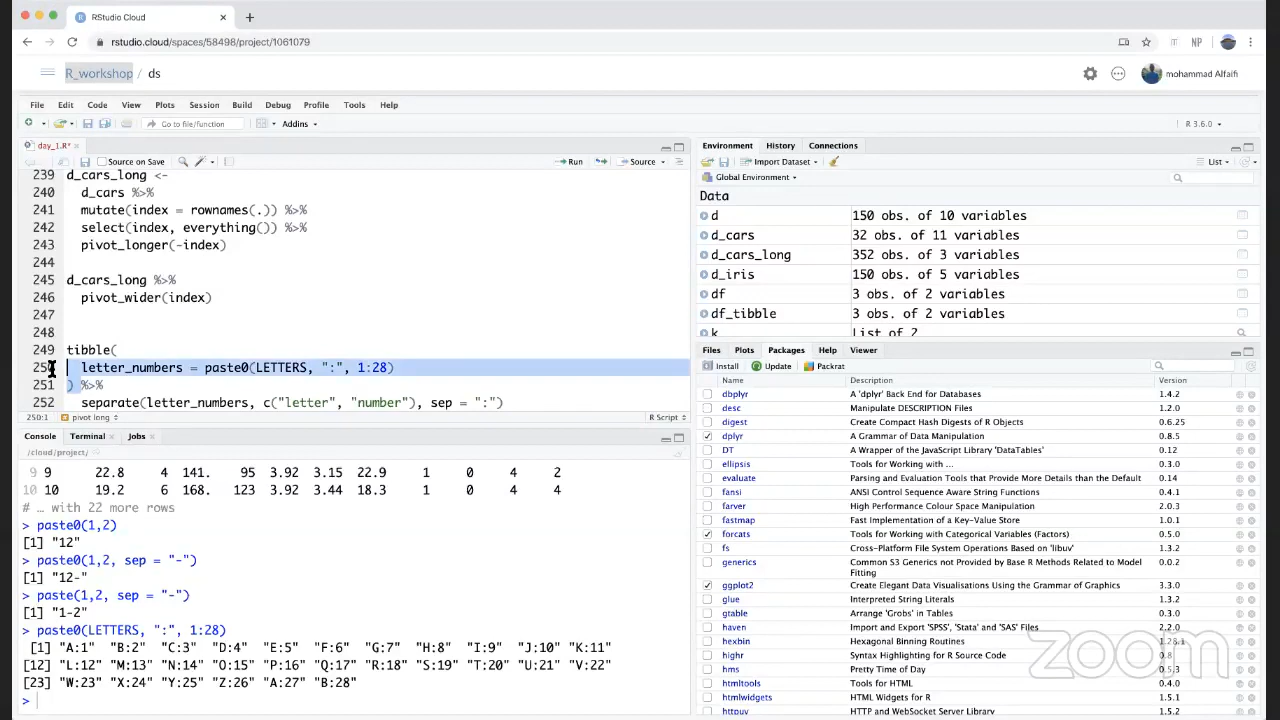 RStudio Cloud
rstudio.cloud/spaces/58498/project/1061079
NP
R_workshop / ds
mohammad Alfaifi
File Edit Code View Plots Session Build Debug Profile Tools Help
Go to file/function
Addins
R 3.6.0
day_1.R*
Source on Save
Run
Source
239 d_cars_long <-
240 d_cars %>%
241 mutate(index = rownames(.)) %>%
242 select(index, everything()) %>%
243 pivot_longer(-index)
244
245 d_cars_long %>%
246 pivot_wider(index)
247
248
249 tibble(
250 letter_numbers = paste0(LETTERS, ":", 1:28)
251 ) %>%
252 separate(letter_numbers, c("letter", "number"), sep = ":")
250:1 pivot long
R Script
Console Terminal Jobs
/cloud/project/
9 9 22.8 4 141. 95 3.92 3.15 22.9 1 0 4 2
10 10 19.2 6 168. 123 3.92 3.44 18.3 1 0 4 4
# … with 22 more rows
> paste0(1,2)
[1] "12"
> paste0(1,2, sep = "-")
[1] "12-"
> paste(1,2, sep = "-")
[1] "1-2"
> paste0(LETTERS, ":", 1:28)
[1] "A:1" "B:2" "C:3" "D:4" "E:5" "F:6" "G:7" "H:8" "I:9" "J:10" "K:11"
[12] "L:12" "M:13" "N:14" "O:15" "P:16" "Q:17" "R:18" "S:19" "T:20" "U:21" "V:22"
[23] "W:23" "X:24" "Y:25" "Z:26" "A:27" "B:28"
>
Environment History Connections
Import Dataset
List
Global Environment
Data
d 150 obs. of 10 variables
d_cars 32 obs. of 11 variables
d_cars_long 352 obs. of 3 variables
d_iris 150 obs. of 5 variables
df 3 obs. of 2 variables
df_tibble 3 obs. of 2 variables
k List of 2
Files Plots Packages Help Viewer
Install Update Packrat
Name Description Version
dbplyr A 'dplyr' Back End for Databases 1.4.2
desc Manipulate DESCRIPTION Files 1.2.0
digest Create Compact Hash Digests of R Objects 0.6.25
dplyr A Grammar of Data Manipulation 0.8.5
DT A Wrapper of the JavaScript Library 'DataTables' 0.12
ellipsis Tools for Working with ... 0.3.0
evaluate Parsing and Evaluation Tools that Provide More Details than the Default 0.14
fansi ANSI Control Sequence Aware String Functions 0.4.1
farver High Performance Colour Space Manipulation 2.0.3
fastmap Fast Implementation of a Key-Value Store 1.0.1
forcats Tools for Working with Categorical Variables (Factors) 0.5.0
fs Cross-Platform File System Operations Based on 'libuv' 1.3.2
generics Common S3 Generics not Provided by Base R Methods Related to Model Fitting 0.0.2
ggplot2 Create Elegant Data Visualisations Using the Grammar of Graphics 3.3.0
glue Interpreted String Literals 1.3.2
gtable Arrange 'Grobs' in Tables 0.3.0
haven Import and Export 'SPSS', 'Stata' and 'SAS' Files 2.2.0
hexbin Hexagonal Binning Routines 1.28.1
highr Syntax Highlighting for R Source Code 0.8
hms Pretty Time of Day 0.5.3
htmltools Tools for HTML 0.4.0
htmlwidgets HTML Widgets for R 1.5.1
httpuv HTTP and WebSocket Server Library 1.5.2
zoom